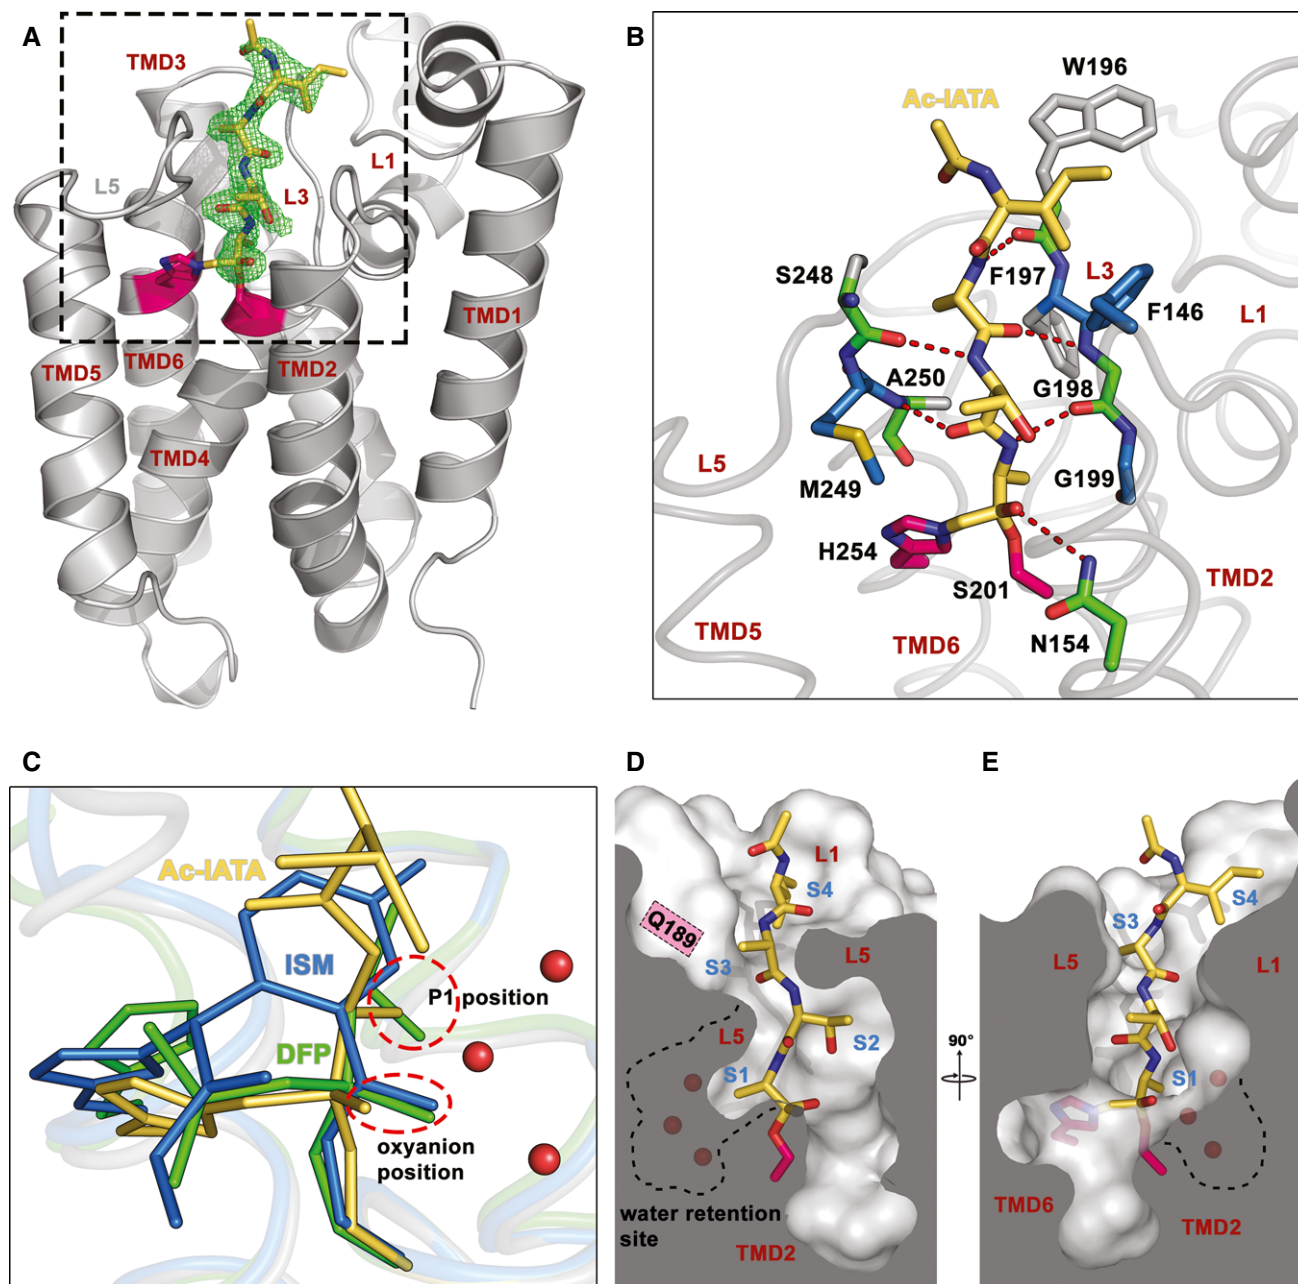 A
TMD3
L5
L1
L3
TMD1
TMD5
TMD6
TMD2
TMD4
B
W196
Ac-IATA
S248
F197
L3
F146
L1
A250
G198
L5
M249
G199
H254
S201
TMD2
TMD5
TMD6
N154
C
Ac-IATA
ISM
P1 position
DFP
oxyanion
position
D
L1
S4
Q189
S3
L5
L5
S2
S1
water retention
site
TMD2
90°
E
S4
S3
L5
L1
S1
TMD6
TMD2